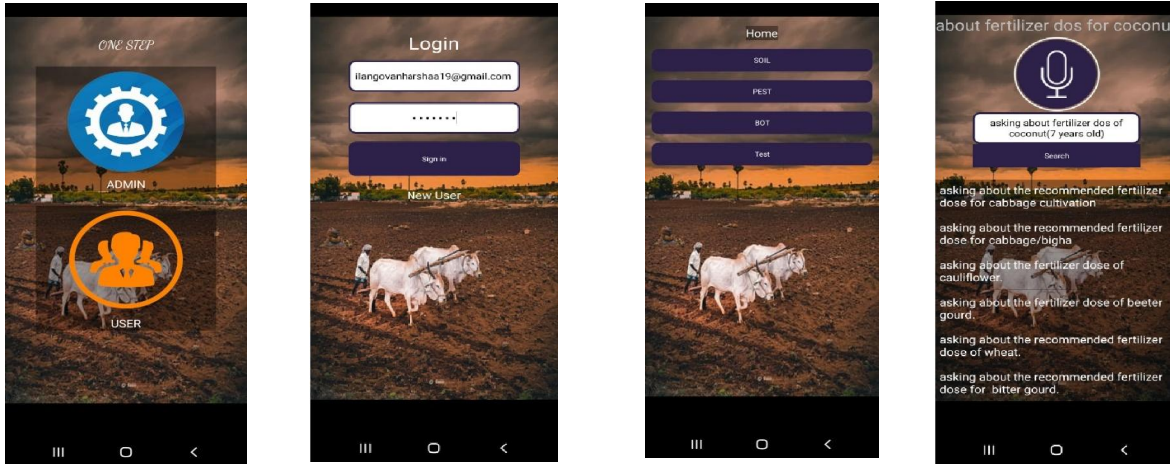 ONE STEP
ADMIN
USER
Login
ilangovanharshaa19@gmail.com
Sign in
New User
Home
SOIL
PEST
BOT
Test
about fertilizer dos for coconu
asking about fertilizer dos of
coconut(7 years old)
Search
asking about the recommended fertilizer
dose for cabbage cultivation
asking about the recommended fertilizer
dose for cabbage/bigha
asking about the fertilizer dose of
cauliflower.
asking about the fertilizer dose of beeter
gourd.
asking about the recommended fertilizer
dose of wheat.
asking about the recommended fertilizer
dose for bitter gourd.